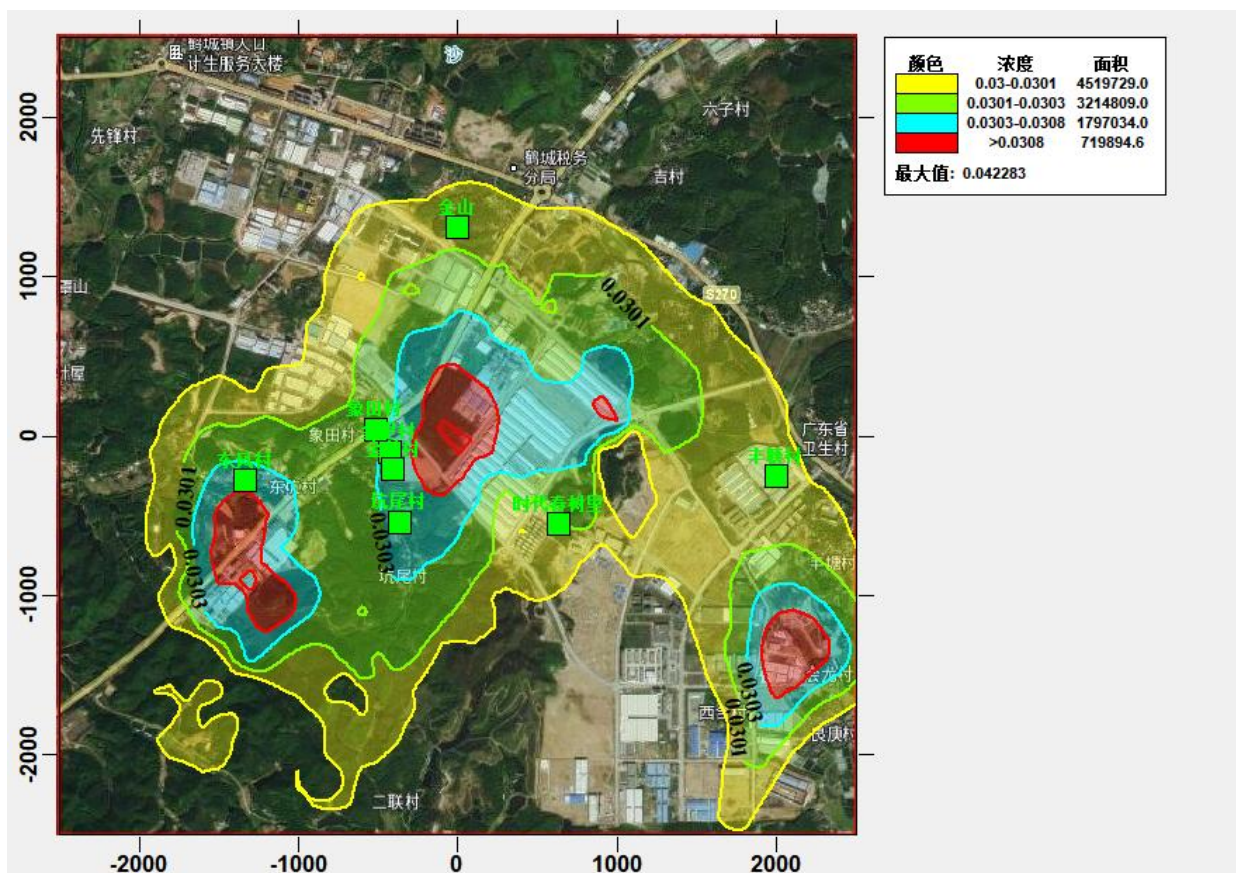 鹤城镇人口
计生服务大楼
沙
六子村
先锋村
鹤城税务
分局
吉村
金山
0.0301
S270
象田村
象田村
广东省
卫生村
丰联村
东坑村
0.0301
0.0303
坑尾村
0.0303
坑尾村
时代春树里
二联村
0.0303
0.0301
2000
1000
0
-1000
-2000
-2000
-1000
0
1000
2000
颜色 浓度 面积
0.03-0.0301 4519729.0
0.0301-0.0303 3214809.0
0.0303-0.0308 1797034.0
>0.0308 719894.6
最大值: 0.042283